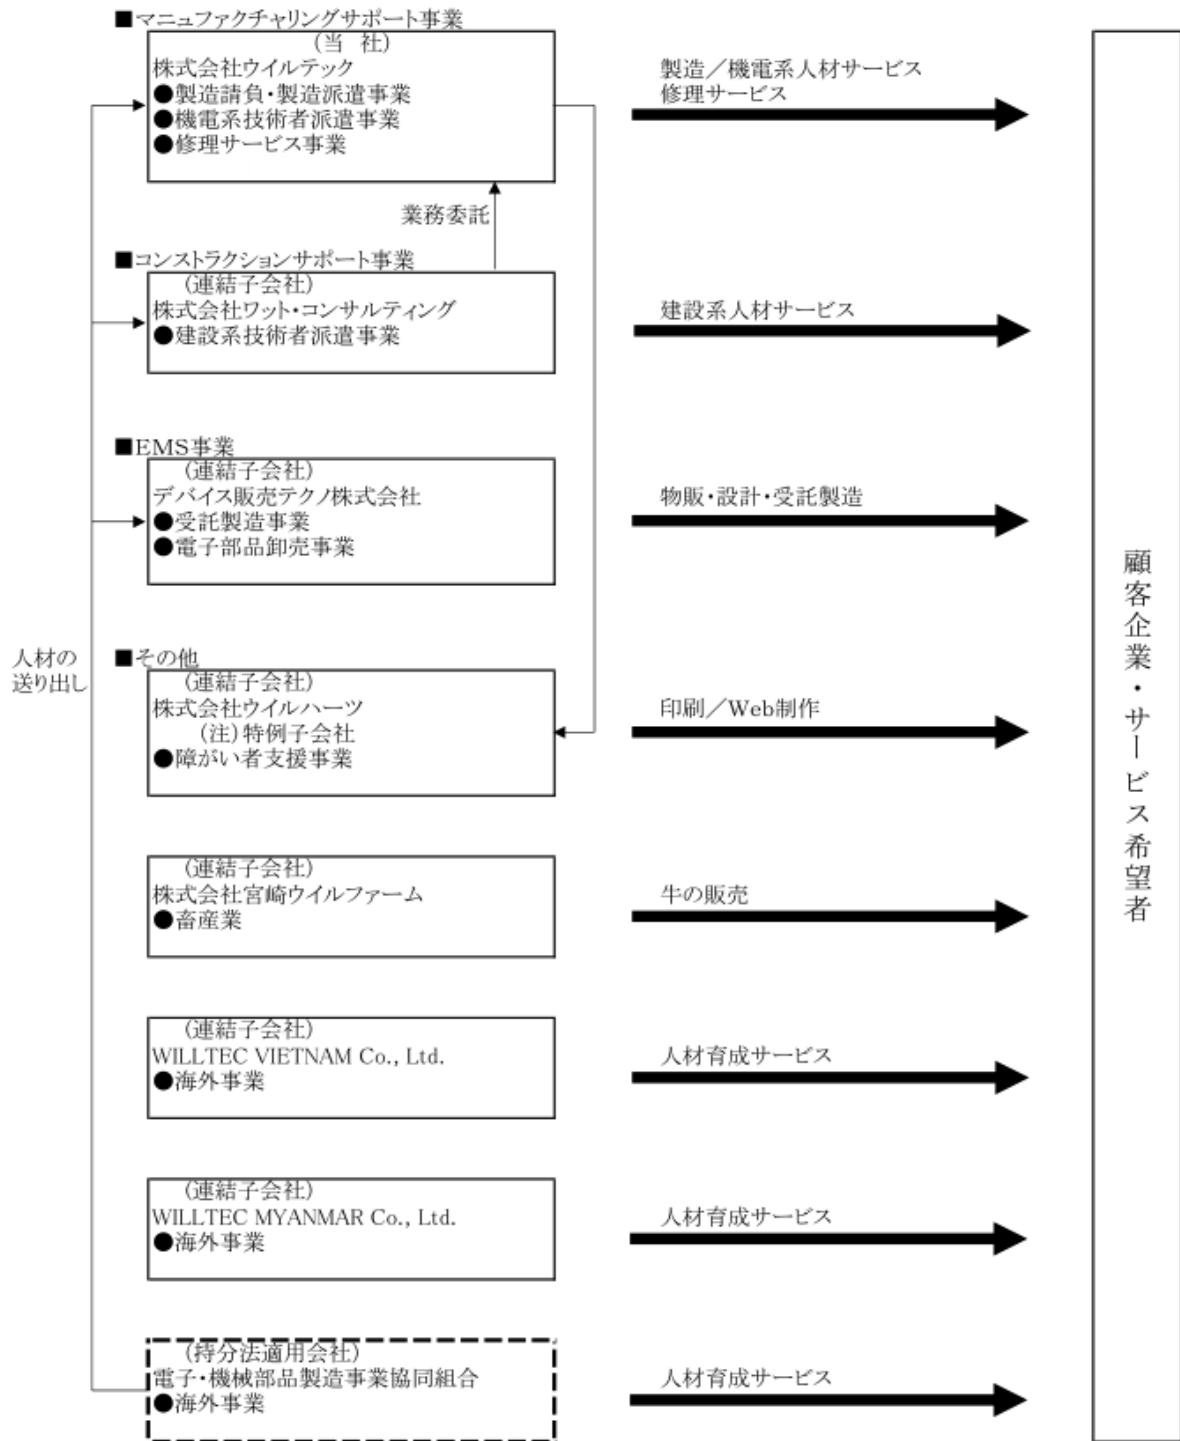 ■マニュファクチャリングサポート事業
(当 社)
株式会社ウイルテック
●製造請負・製造派遣事業
●機電系技術者派遣事業
●修理サービス事業
製造／機電系人材サービス
修理サービス
業務委託
■コンストラクションサポート事業
(連結子会社)
株式会社ワット・コンサルティング
●建設系技術者派遣事業
建設系人材サービス
■EMS事業
(連結子会社)
デバイス販売テクノ株式会社
●受託製造事業
●電子部品卸売事業
物販・設計・受託製造
人材の
送り出し
■その他
(連結子会社)
株式会社ウイルハーツ
(注)特例子会社
●障がい者支援事業
印刷／Web制作
(連結子会社)
株式会社宮崎ウイルファーム
●畜産業
牛の販売
(連結子会社)
WILLTEC VIETNAM Co., Ltd.
●海外事業
人材育成サービス
(連結子会社)
WILLTEC MYANMAR Co., Ltd.
●海外事業
人材育成サービス
(持分法適用会社)
電子・機械部品製造事業協同組合
●海外事業
人材育成サービス
顧客企業・サービス希望者